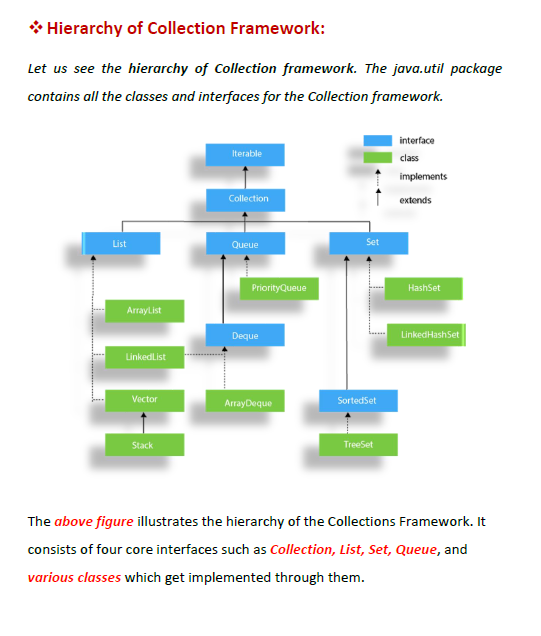 ❖ Hierarchy of Collection Framework:
Let us see the hierarchy of Collection framework. The java.util package
contains all the classes and interfaces for the Collection framework.
interface
class
implements
extends
Iterable
Collection
List
Queue
Set
PriorityQueue
HashSet
ArrayList
Deque
LinkedHashSet
LinkedList
Vector
ArrayDeque
SortedSet
Stack
TreeSet
The above figure illustrates the hierarchy of the Collections Framework. It
consists of four core interfaces such as Collection, List, Set, Queue, and
various classes which get implemented through them.